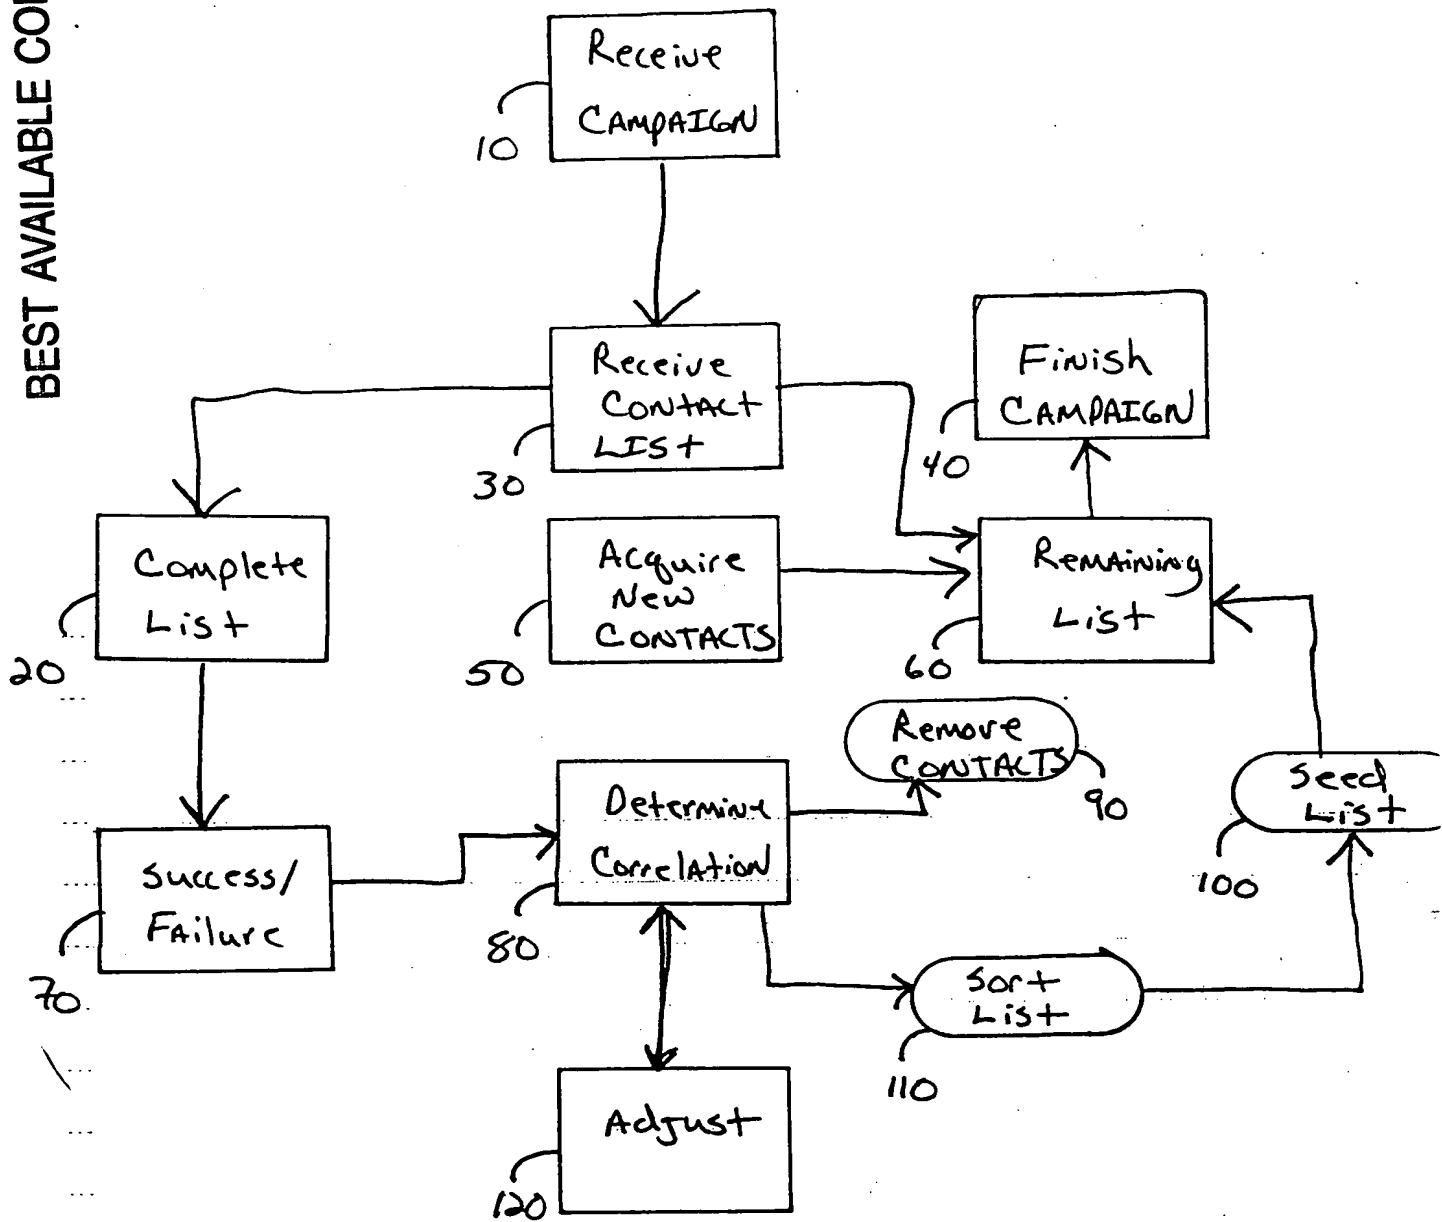 BEST AVAILABLE CO
Receive
CAMPAIGN
10
Receive
CONTACT
LIST
30
Finish
CAMPAIGN
40
Complete
List
20
Acquire
New
CONTACTS
50
Remaining
List
60
Remove
CONTACTS
90
Seed
List
100
Determine
Correlation
80
Success/
Failure
70
Sort
List
110
Adjust
120